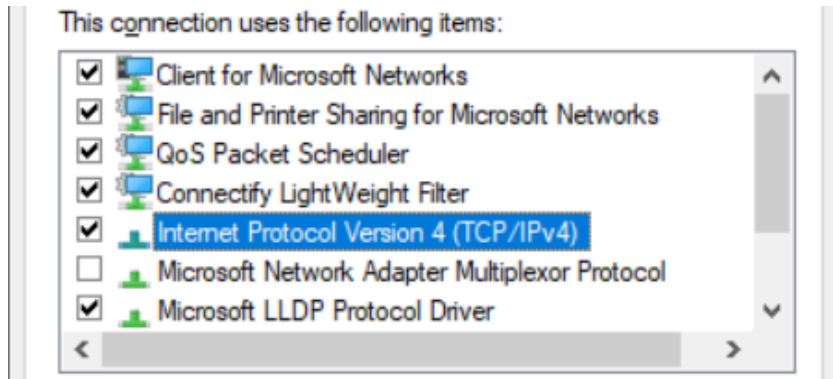 This connection uses the following items:
Client for Microsoft Networks
File and Printer Sharing for Microsoft Networks
QoS Packet Scheduler
Connectify LightWeight Filter
Internet Protocol Version 4 (TCP/IPv4)
Microsoft Network Adapter Multiplexor Protocol
Microsoft LLDP Protocol Driver